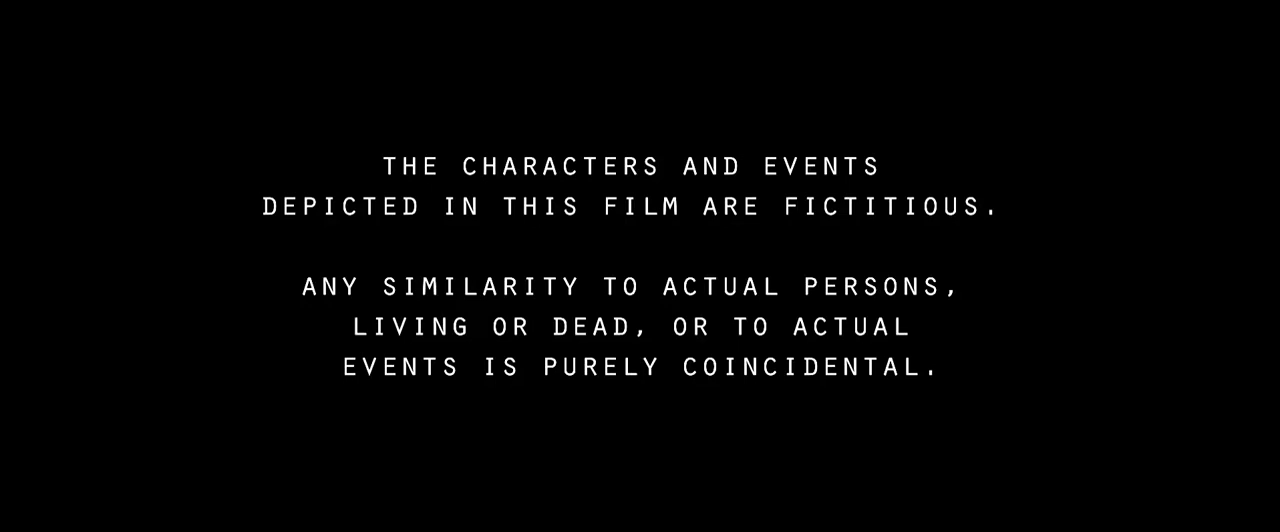 THE CHARACTERS AND EVENTS
DEPICTED IN THIS FILM ARE FICTITIOUS.
ANY SIMILARITY TO ACTUAL PERSONS,
LIVING OR DEAD, OR TO ACTUAL
EVENTS IS PURELY COINCIDENTAL.